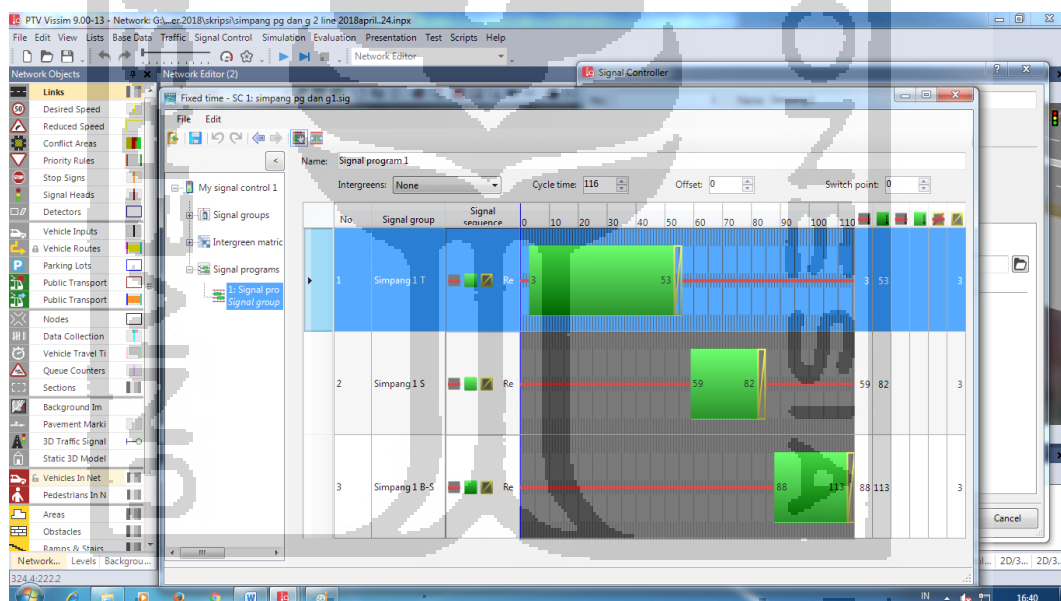 PTV Vissim 9.00-13 - Network: G:\...er.2018\skripsi\simpang pg dan g 2 line 2018april..24.inpx
File Edit View Lists Base Data Traffic Signal Control Simulation Evaluation Presentation Test Scripts Help
Network Editor
Network Objects
Network Editor (2)
Signal Controller
Links
Desired Speed
Reduced Speed
Conflict Areas
Priority Rules
Stop Signs
Signal Heads
Detectors
Vehicle Inputs
Vehicle Routes
Parking Lots
Public Transport
Public Transport
Nodes
Data Collection
Vehicle Travel Ti
Queue Counters
Sections
Background Im
Pavement Marki
3D Traffic Signal
Static 3D Model
Vehicles In Net
Pedestrians In N
Areas
Obstacles
Ramps & Stairs
Network... Levels Backgrou...
324.4:222.2
Fixed time - SC 1: simpang pg dan g1.sig
File Edit
Name: Signal program 1
Intergreens: None Cycle time: 116 Offset: 0 Switch point: 0
My signal control 1
Signal groups
Intergreen matric
Signal programs
1: Signal pro
Signal group
No Signal group Signal sequence 0 10 20 30 40 50 60 70 80 90 100 110
1 Simpang 1 T Re 3 53 3 53 3
2 Simpang 1 S Re 59 82 59 82 3
3 Simpang 1 B-S Re 88 113 88 113 3
Cancel
2D/3... 2D/3...
IN 16:40